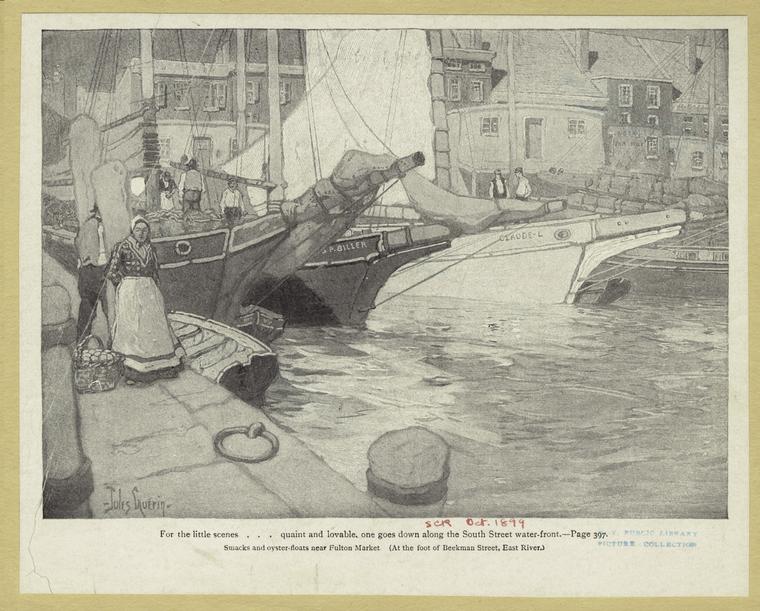 P. BILLER
CLAUDE-L
JULES GUERIN
SCR Oct. 1899
For the little scenes . . . quaint and lovable, one goes down along the South Street water-front.—Page 397.
Smacks and oyster-floats near Fulton Market (At the foot of Beekman Street, East River.)
Y. PUBLIC LIBRARY
PICTURE COLLECTION